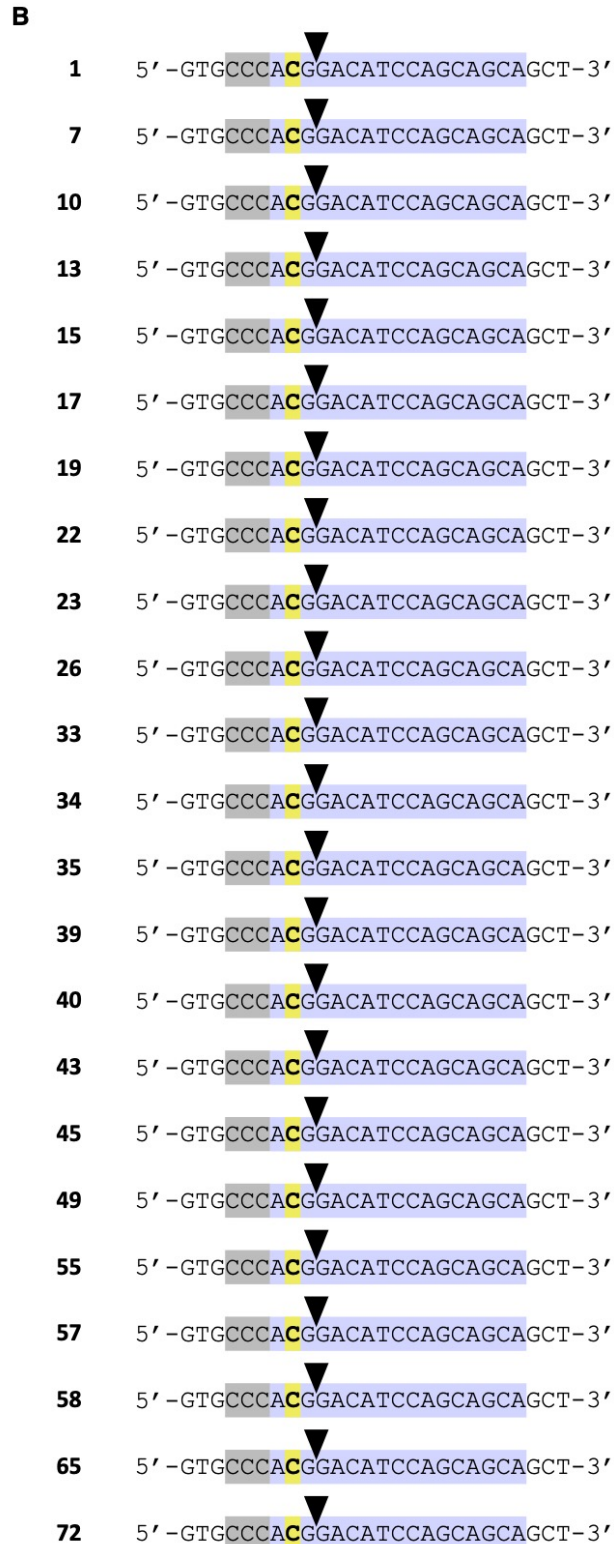 B
1 5′-GTGCCCACGGACATCCAGCAGCAGCT-3′
7 5′-GTGCCCACGGACATCCAGCAGCAGCT-3′
10 5′-GTGCCCACGGACATCCAGCAGCAGCT-3′
13 5′-GTGCCCACGGACATCCAGCAGCAGCT-3′
15 5′-GTGCCCACGGACATCCAGCAGCAGCT-3′
17 5′-GTGCCCACGGACATCCAGCAGCAGCT-3′
19 5′-GTGCCCACGGACATCCAGCAGCAGCT-3′
22 5′-GTGCCCACGGACATCCAGCAGCAGCT-3′
23 5′-GTGCCCACGGACATCCAGCAGCAGCT-3′
26 5′-GTGCCCACGGACATCCAGCAGCAGCT-3′
33 5′-GTGCCCACGGACATCCAGCAGCAGCT-3′
34 5′-GTGCCCACGGACATCCAGCAGCAGCT-3′
35 5′-GTGCCCACGGACATCCAGCAGCAGCT-3′
39 5′-GTGCCCACGGACATCCAGCAGCAGCT-3′
40 5′-GTGCCCACGGACATCCAGCAGCAGCT-3′
43 5′-GTGCCCACGGACATCCAGCAGCAGCT-3′
45 5′-GTGCCCACGGACATCCAGCAGCAGCT-3′
49 5′-GTGCCCACGGACATCCAGCAGCAGCT-3′
55 5′-GTGCCCACGGACATCCAGCAGCAGCT-3′
57 5′-GTGCCCACGGACATCCAGCAGCAGCT-3′
58 5′-GTGCCCACGGACATCCAGCAGCAGCT-3′
65 5′-GTGCCCACGGACATCCAGCAGCAGCT-3′
72 5′-GTGCCCACGGACATCCAGCAGCAGCT-3′